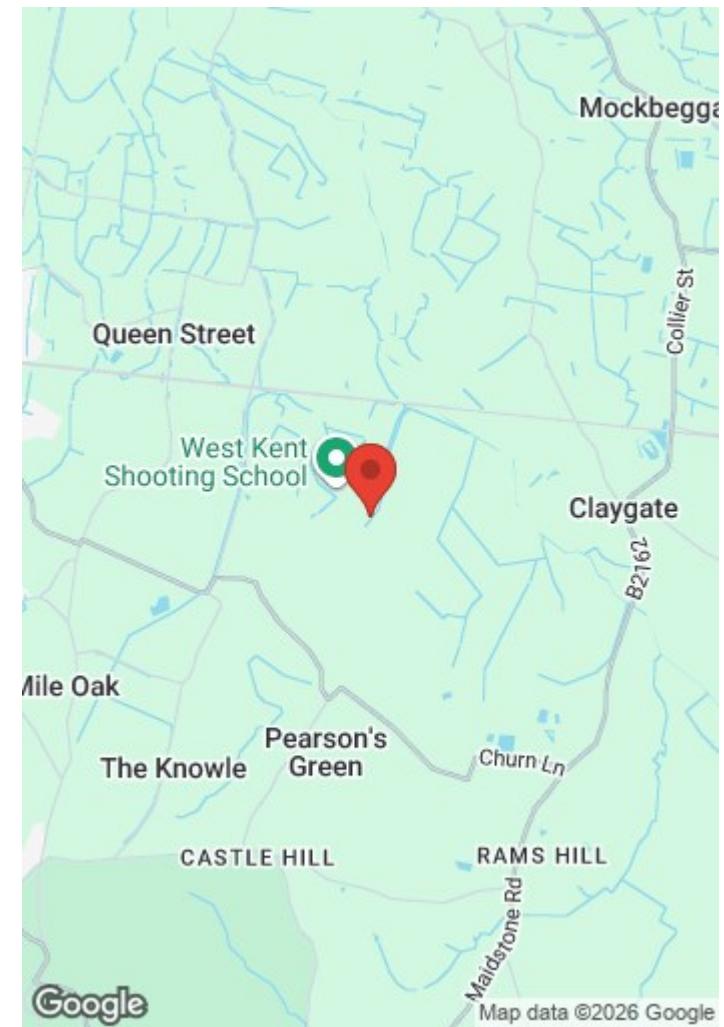 Mockbegga
Collier St
Queen Street
West Kent
Shooting School
Claygate
B2162
Mile Oak
Pearson's
Green
The Knowle
Churn Ln
CASTLE HILL
RAMS HILL
Maidstone Rd
Google
Map data ©2026 Google